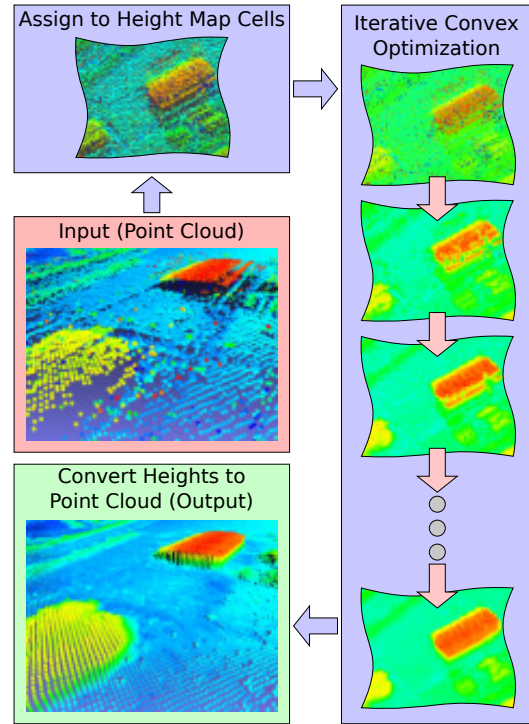 Assign to Height Map Cells
Iterative Convex
Optimization
Input (Point Cloud)
Convert Heights to
Point Cloud (Output)